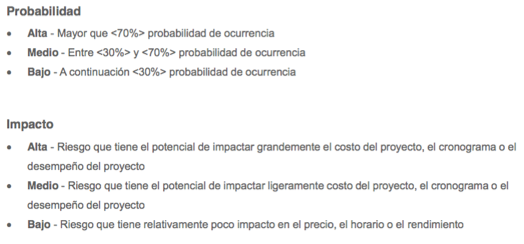 Probabilidad
• Alta - Mayor que <70%> probabilidad de ocurrencia
• Medio - Entre <30%> y <70%> probabilidad de ocurrencia
• Bajo - A continuación <30%> probabilidad de ocurrencia
Impacto
• Alta - Riesgo que tiene el potencial de impactar grandemente el costo del proyecto, el cronograma o el
desempeño del proyecto
• Medio - Riesgo que tiene el potencial de impactar ligeramente costo del proyecto, el cronograma o el
desempeño del proyecto
• Bajo - Riesgo que tiene relativamente poco impacto en el precio, el horario o el rendimiento